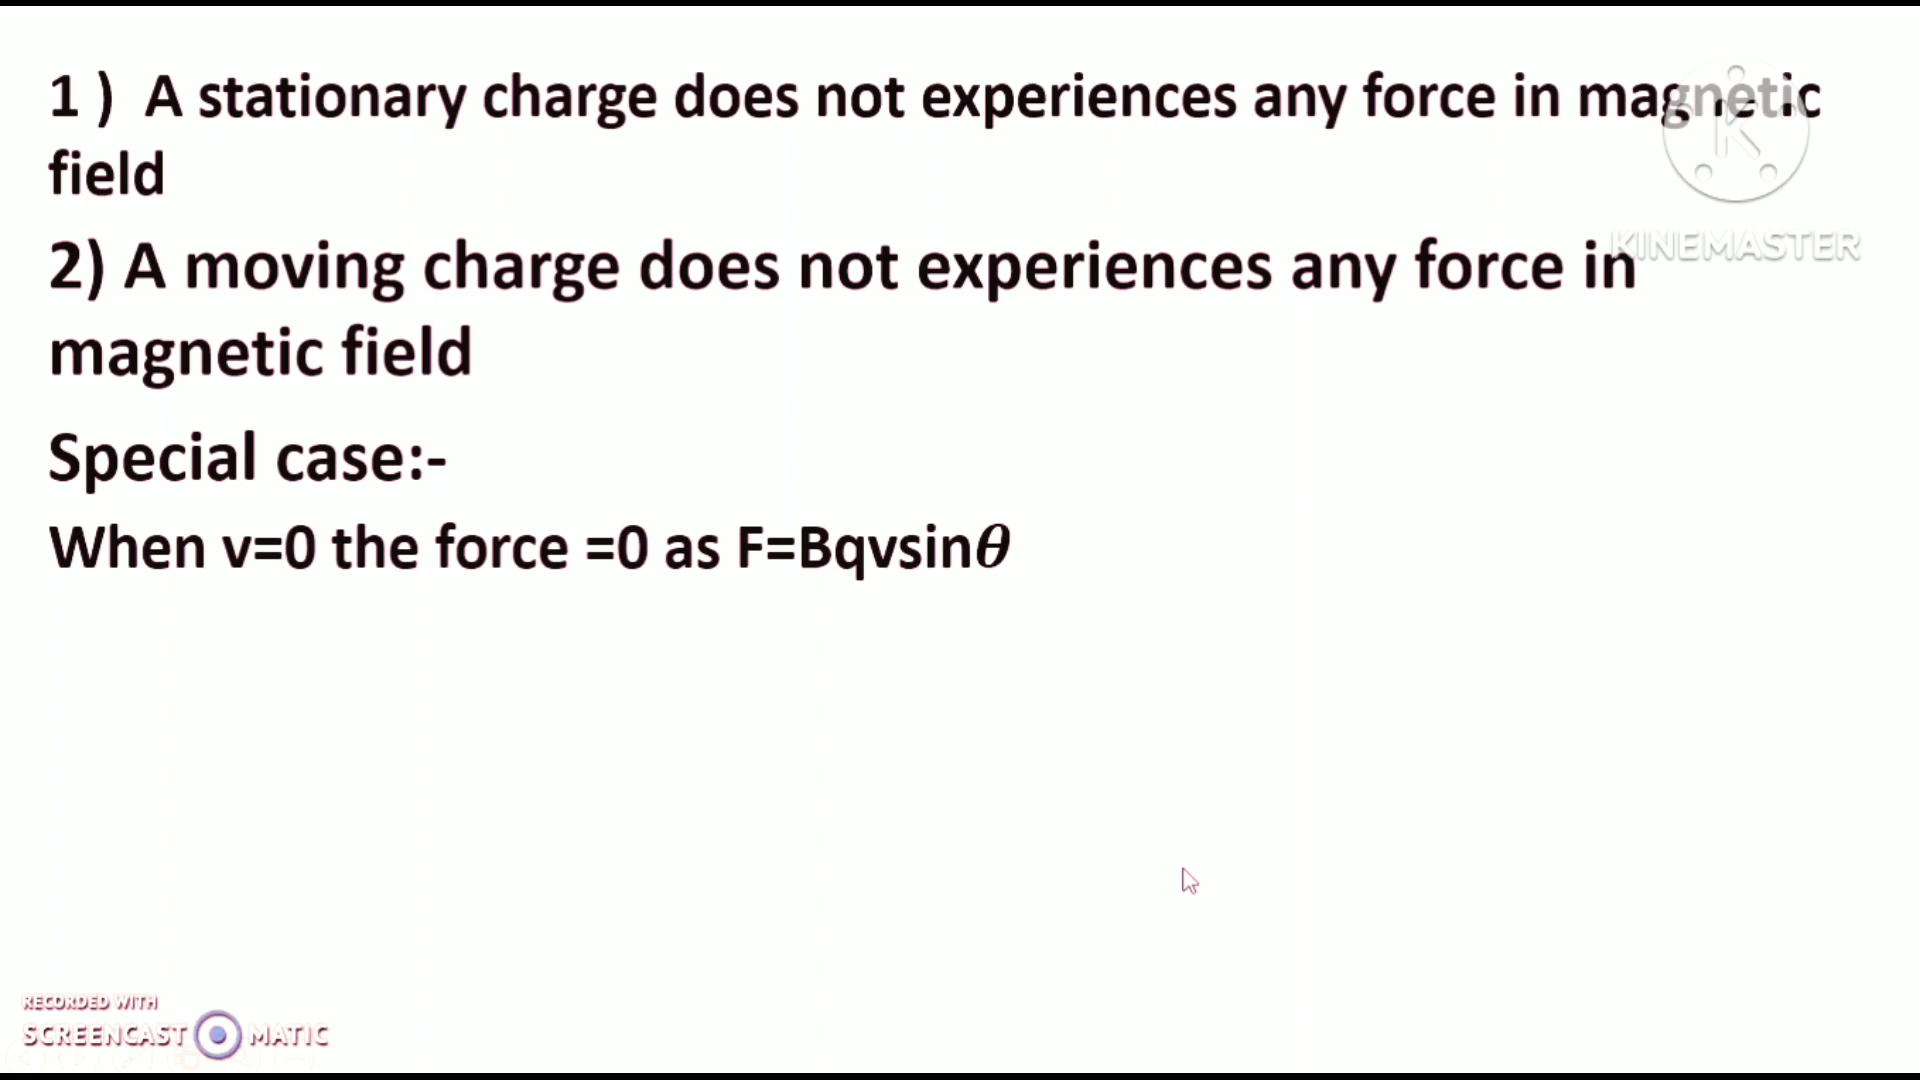 1 )  A stationary charge does not experiences any force in magnetic
field
KINEMASTER
2) A moving charge does not experiences any force in
magnetic field
Special case:-
When v=0 the force =0 as F=Bqvsinθ
RECORDED WITH
SCREENCAST MATIC